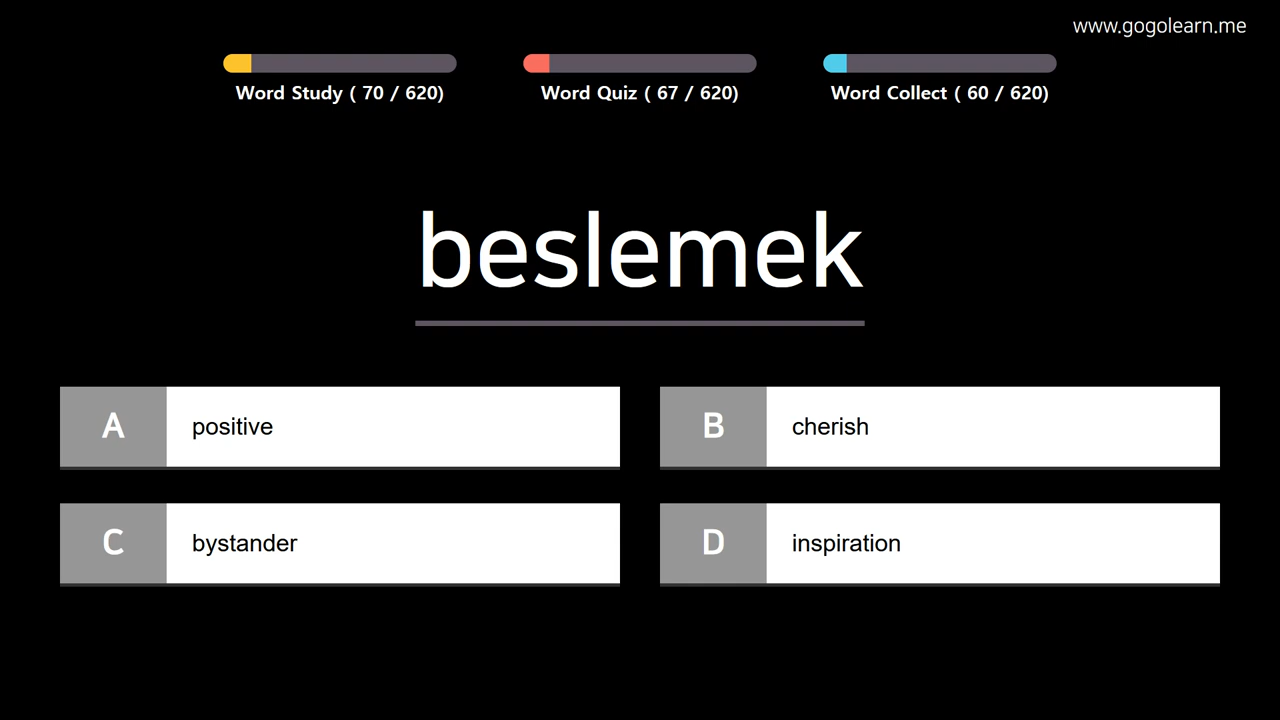 www.gogolearn.me
Word Study ( 70 / 620)
Word Quiz ( 67 / 620)
Word Collect ( 60 / 620)
beslemek
A positive
B cherish
C bystander
D inspiration